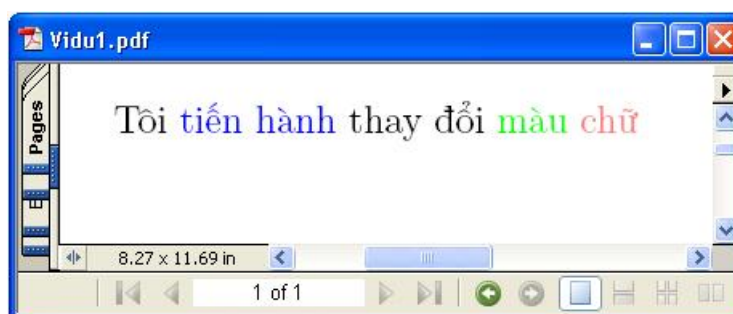 Vidu1.pdf
Pages
Tôi tiến hành thay đổi màu chữ
8.27 x 11.69 in
1 of 1